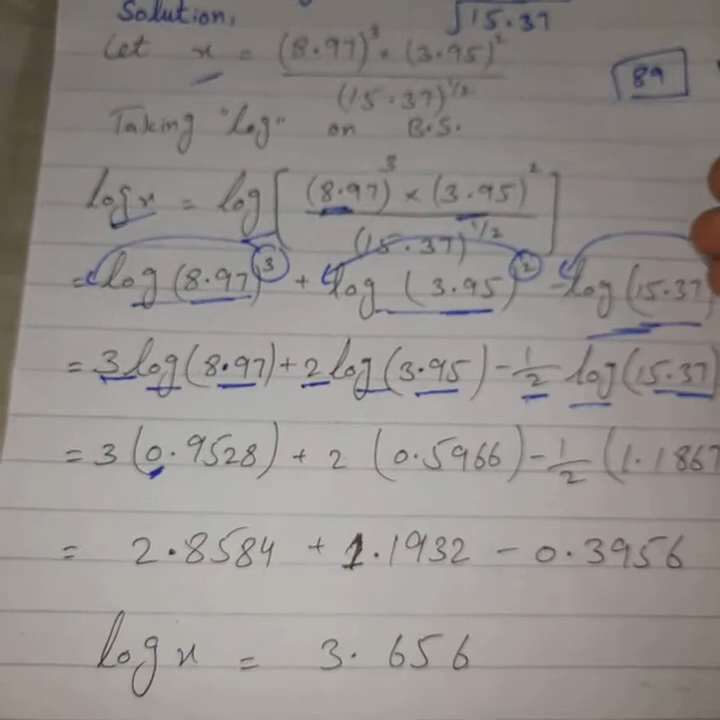 Solution,
√15.37
Let x = (8.97)³ × (3.95)² / (15.37)^1/2
89
Taking "log" on B.S.
log x = log [ (8.97)³ × (3.95)² / (15.37)^1/2 ]
= log (8.97)³ + log (3.95)² - log (15.37
= 3 log (8.97) + 2 log (3.95) - 1/2 log (15.37)
= 3 (0.9528) + 2 (0.5966) - 1/2 (1.1867
= 2.8584 + 1.1932 - 0.3956
log x = 3.656